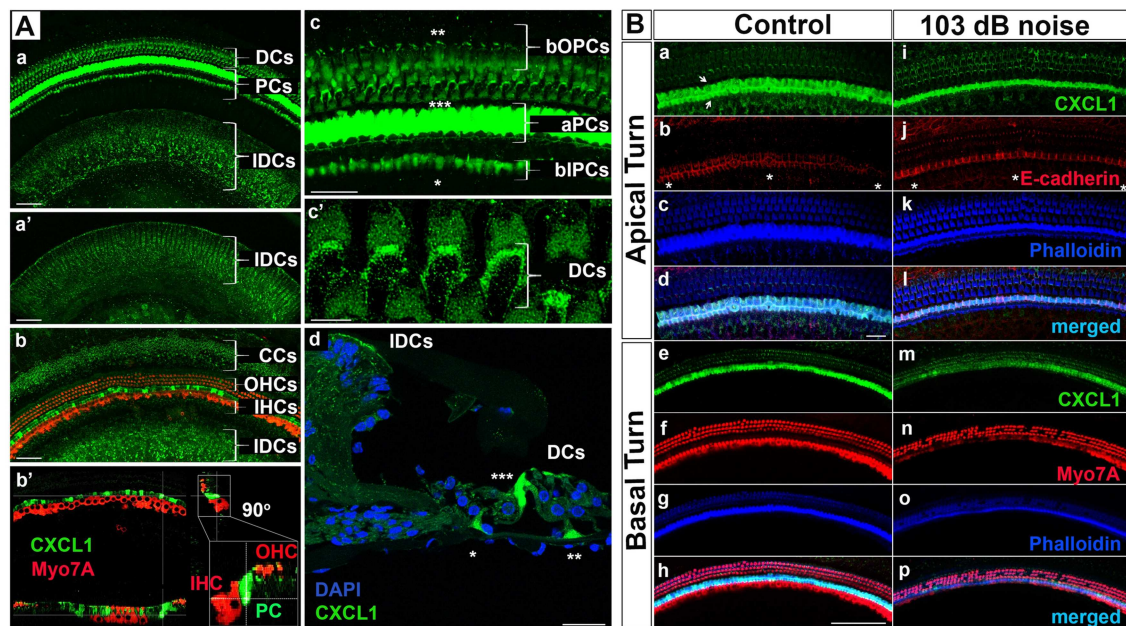 A
a
DCs
PCs
IDCs
a'
IDCs
b
CCs
OHCs
IHCs
IDCs
b'
90º
CXCL1
Myo7A
IHC
OHC
PC
c
**
bOPCs
***
aPCs
bIPCs
*
c'
DCs
d
IDCs
DCs
***
*
**
DAPI
CXCL1
B
Control
103 dB noise
Apical Turn
a
i
CXCL1
b
j
* * *
* * *
E-cadherin
c
k
Phalloidin
d
l
merged
Basal Turn
e
m
CXCL1
f
n
Myo7A
g
o
Phalloidin
h
p
merged